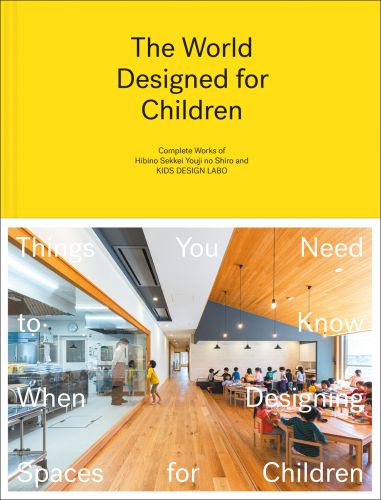 The World
Designed for
Children
Complete Works of
Hibino Sekkei Youji no Shiro and
KIDS DESIGN LABO
Things You Need
to Know
When Designing
Spaces for Children